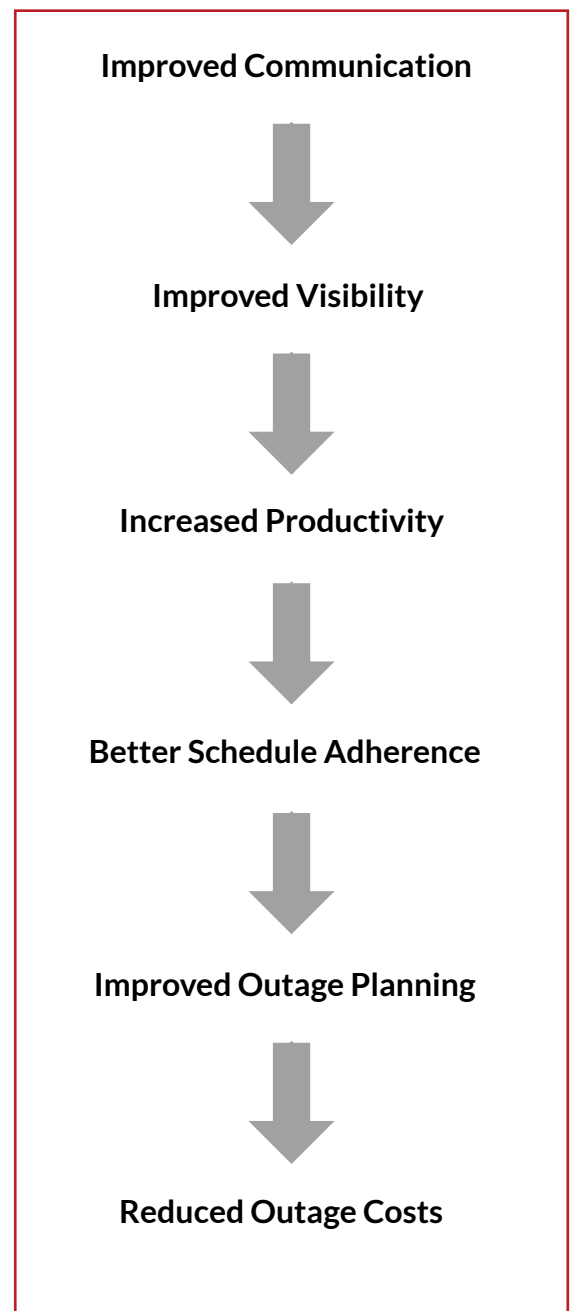 Improved Communication
Improved Visibility
Increased Productivity
Better Schedule Adherence
Improved Outage Planning
Reduced Outage Costs